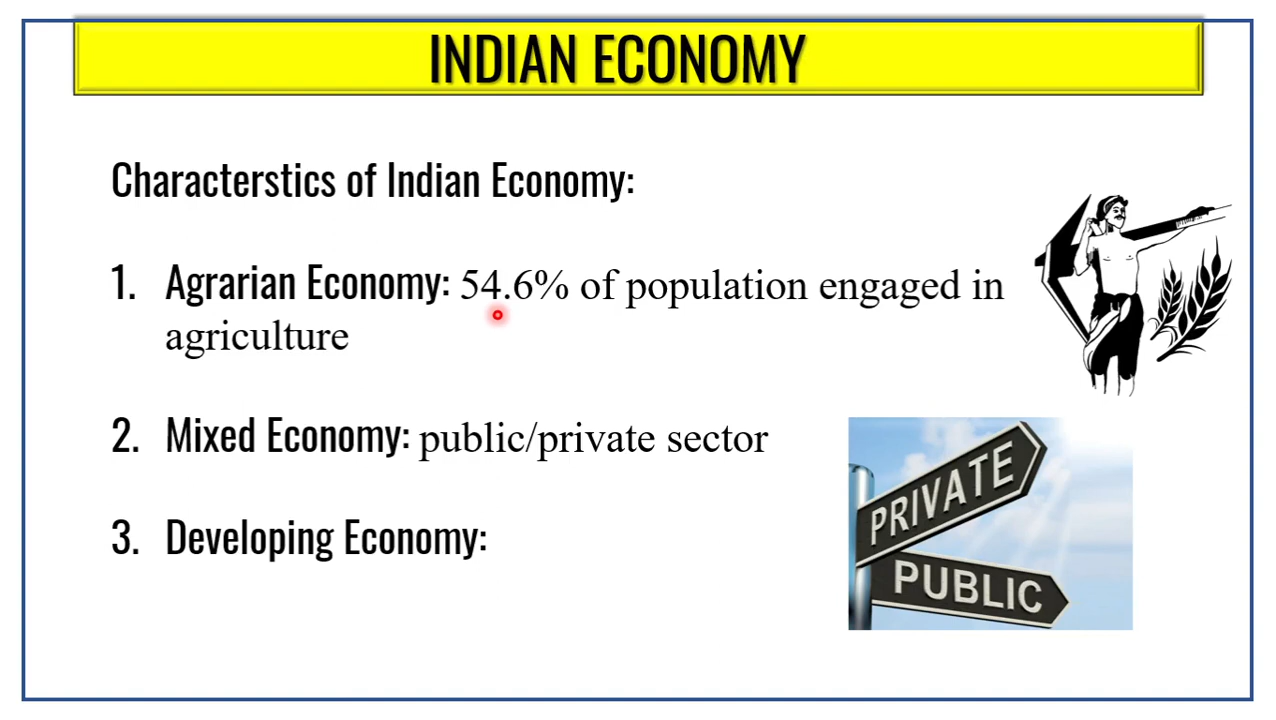 INDIAN ECONOMY
Characterstics of Indian Economy:
1. Agrarian Economy: 54.6% of population engaged in
agriculture
2. Mixed Economy: public/private sector
3. Developing Economy:
PRIVATE
PUBLIC